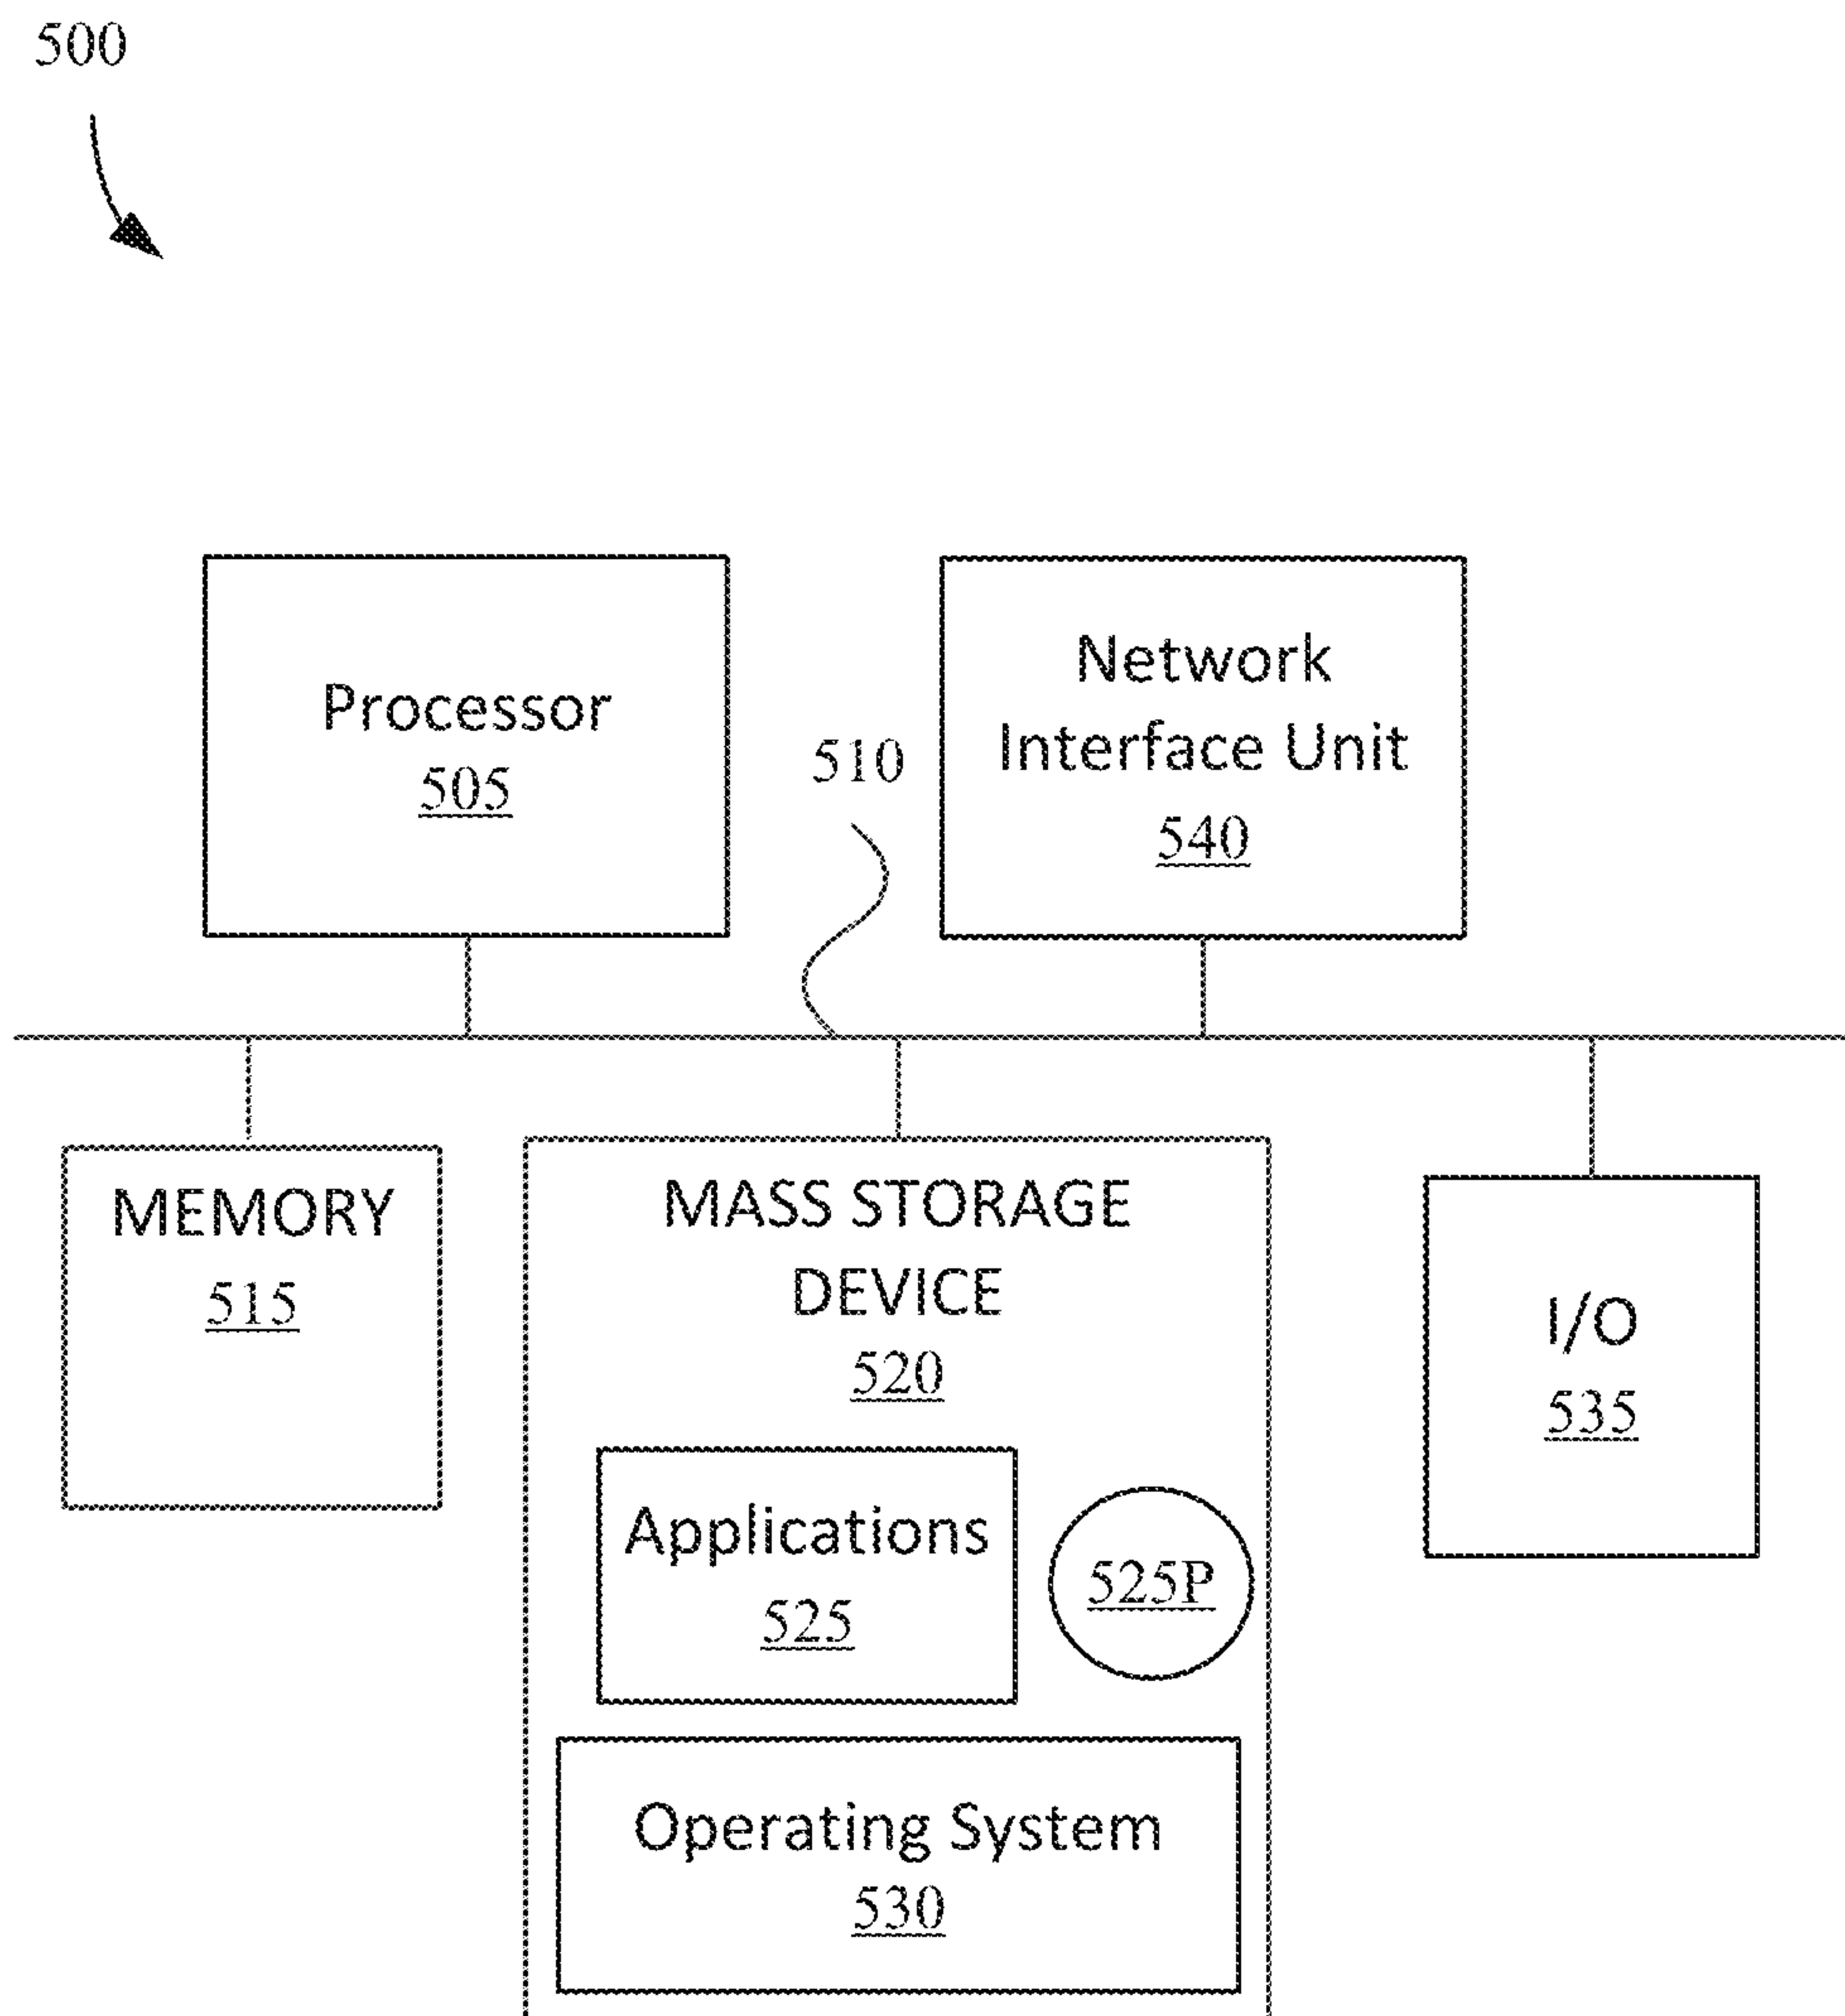 500
Processor
505
510
Network
Interface Unit
540
MEMORY
515
MASS STORAGE
DEVICE
520
Applications
525
525P
Operating System
530
I/O
535